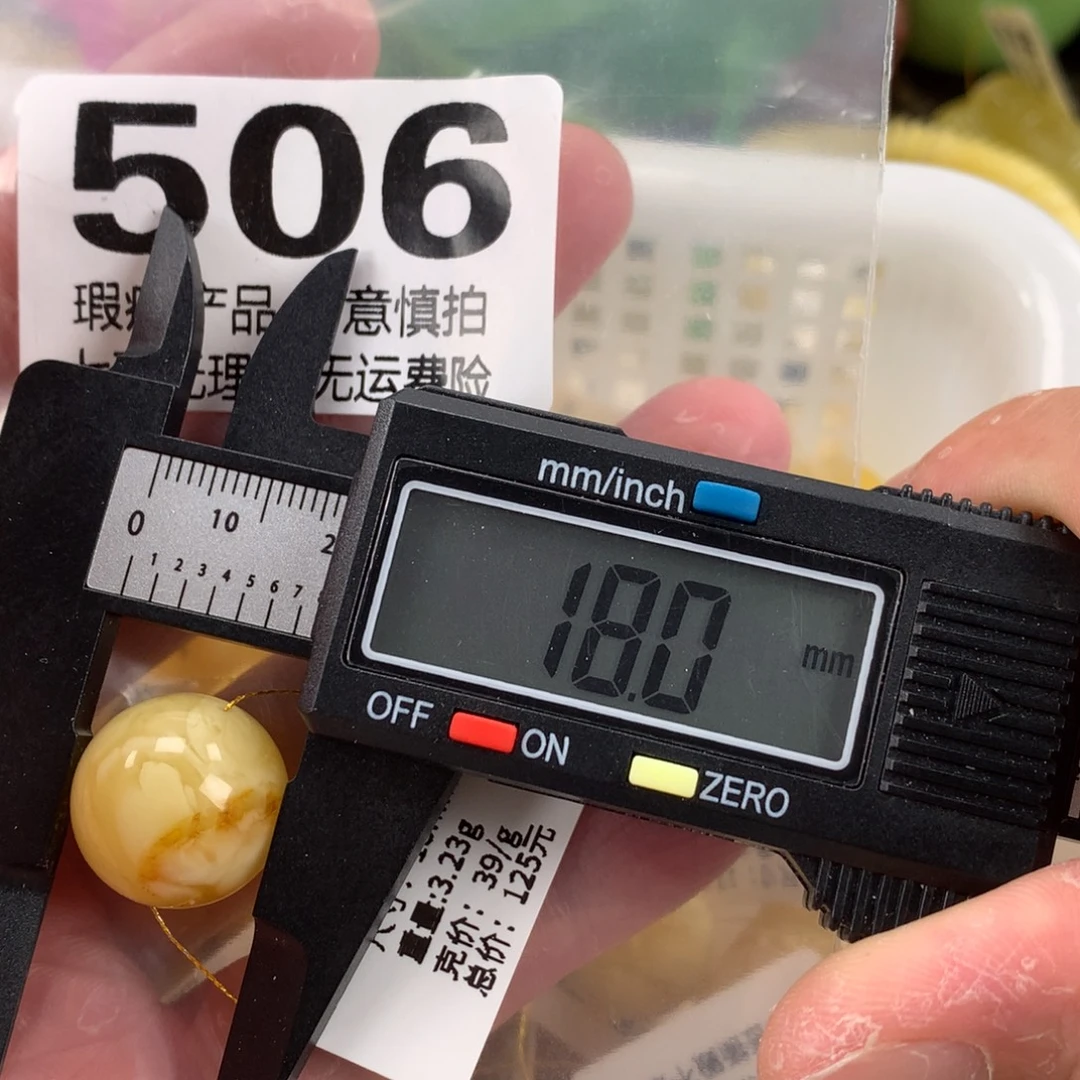 506
瑕 产品 意慎拍
无理 无运费险
mm/inch
18.0
mm
0 10 2
1 2 3 4 5 6 7
OFF ON ZERO
重量:3.23g
克价: 39/g
总价: 125元